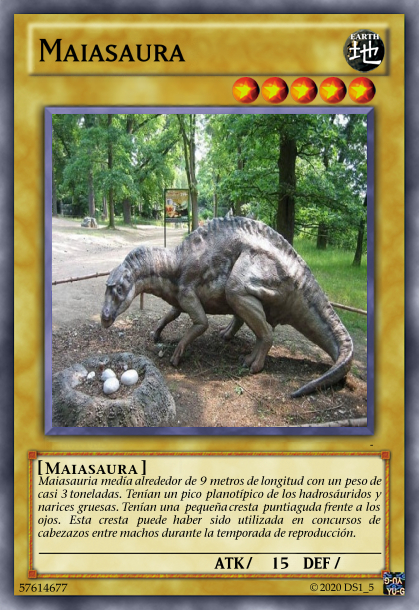 MAIASAURA
EARTH
地
[MAIASAURA]
Maiasauria medía alrededor de 9 metros de longitud con un peso de
casi 3 toneladas. Tenían un pico planotípico de los hadrosáuridos y
narices gruesas. Tenían una pequeña cresta puntiaguda frente a los
ojos. Esta cresta puede haber sido utilizada en concursos de
cabezazos entre machos durante la temporada de reproducción.
ATK/ 15 DEF/
57614677
©2020 DS1_5
YU-G
YU-G